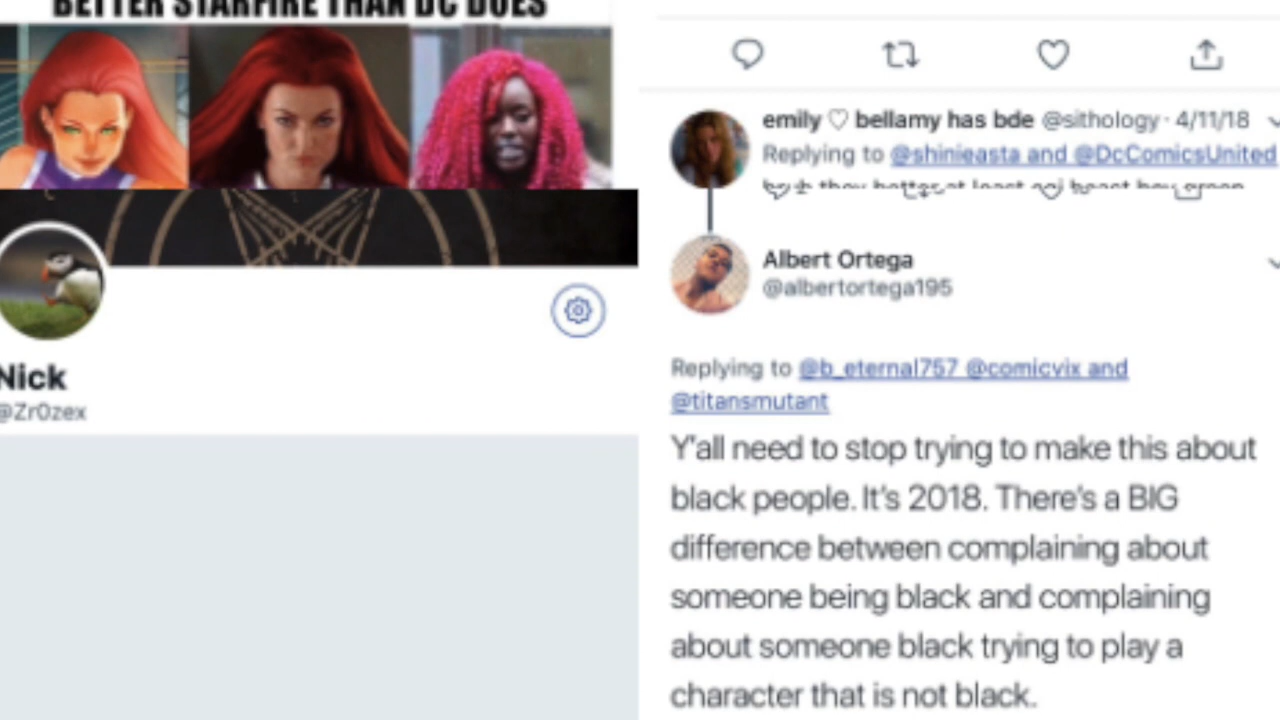 BETTER STARFIRE THAN DC DOES
Nick
@Zr0zex
emily ♡ bellamy has bde @sithology · 4/11/18
Replying to @shinieasta and @DcComicsUnited
Albert Ortega
@albertortega195
Replying to @b_eternal757 @comicvix and
@titansmutant
Y'all need to stop trying to make this about
black people. It's 2018. There's a BIG
difference between complaining about
someone being black and complaining
about someone black trying to play a
character that is not black.